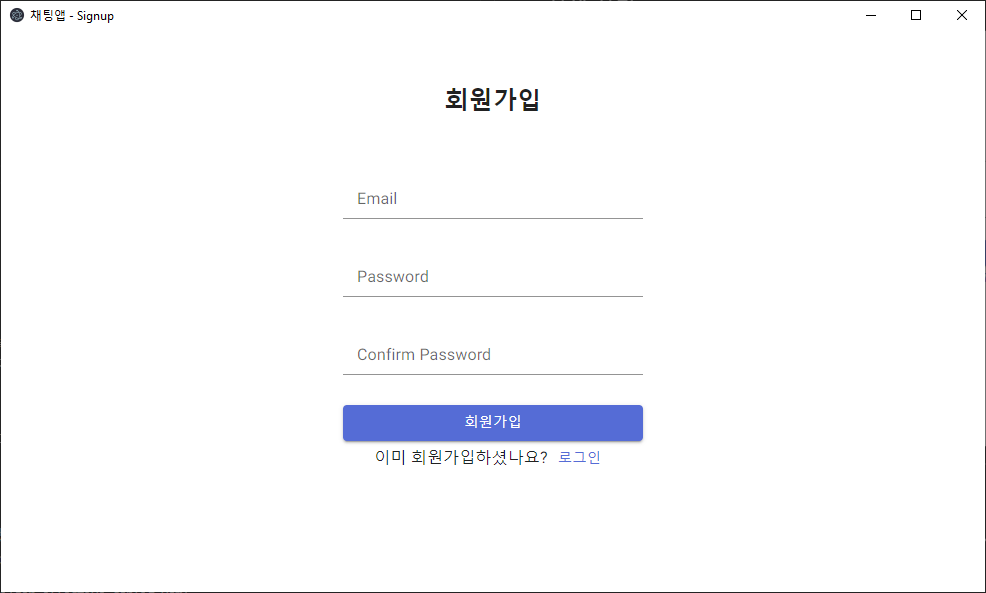 채팅앱 - Signup
회원가입
Email
Password
Confirm Password
회원가입
이미 회원가입하셨나요? 로그인